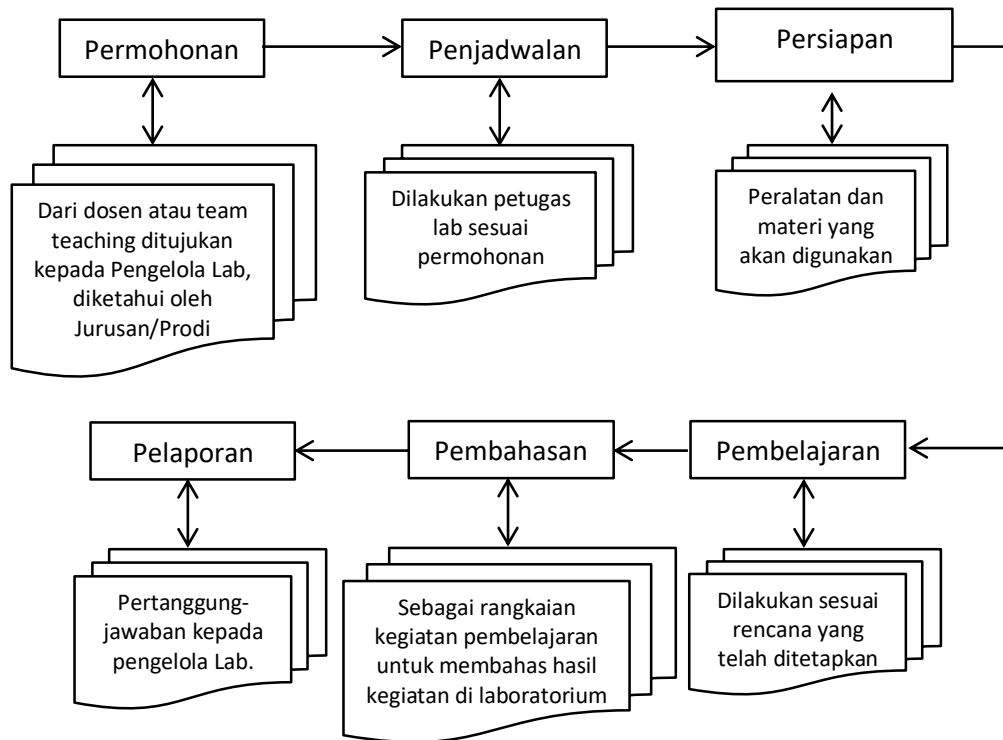 Permohonan
Penjadwalan
Persiapan
Dari dosen atau team
teaching ditujukan
kepada Pengelola Lab,
diketahui oleh
Jurusan/Prodi
Dilakukan petugas
lab sesuai
permohonan
Peralatan dan
materi yang
akan digunakan
Pelaporan
Pembahasan
Pembelajaran
Pertanggung-
jawaban kepada
pengelola Lab.
Sebagai rangkaian
kegiatan pembelajaran
untuk membahas hasil
kegiatan di laboratorium
Dilakukan sesuai
rencana yang
telah ditetapkan